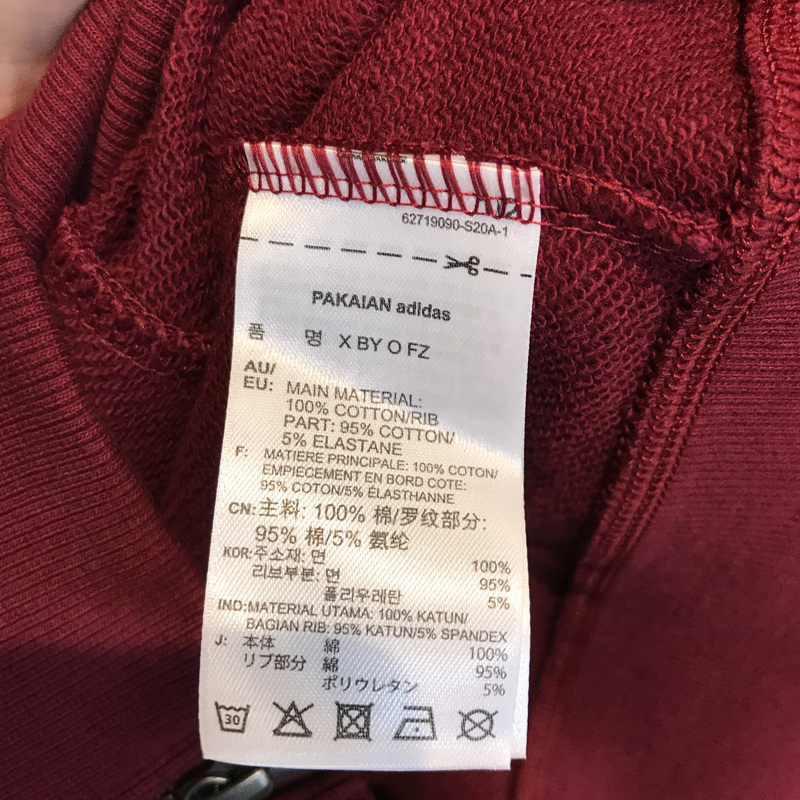 62719090-S20A-1
PAKAIAN adidas
품 명 X BY O FZ
AU/
EU: MAIN MATERIAL:
100% COTTON/RIB
PART: 95% COTTON/
5% ELASTANE
F: MATIERE PRINCIPALE: 100% COTON/
EMPIECEMENT EN BORD COTE:
95% COTON/5% ÉLASTHANNE
CN: 主料: 100% 棉/罗纹部分:
95% 棉/5% 氨纶
KOR: 주소재: 면 100%
리브부분: 면 95%
폴리우레탄 5%
IND: MATERIAL UTAMA: 100% KATUN/
BAGIAN RIB: 95% KATUN/5% SPANDEX
J: 本体 綿 100%
リブ部分 綿 95%
ポリウレタン 5%
30